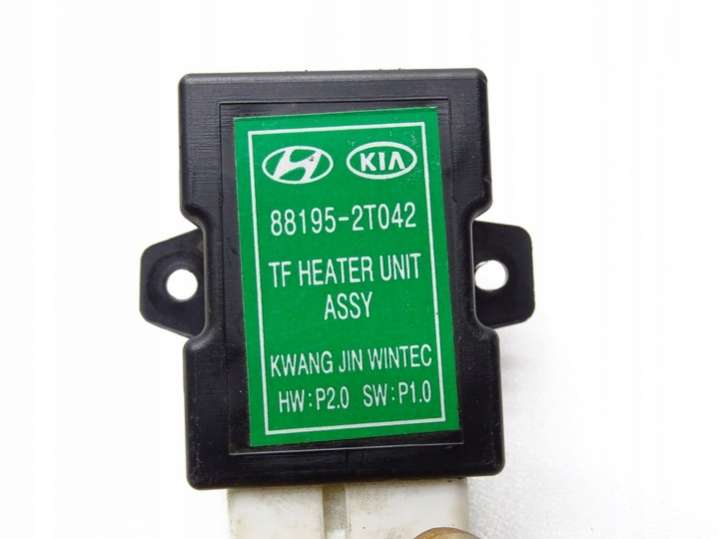 KIA
88195-2T042
TF HEATER UNIT
ASSY
KWANG JIN WINTEC
HW:P2.0 SW:P1.0